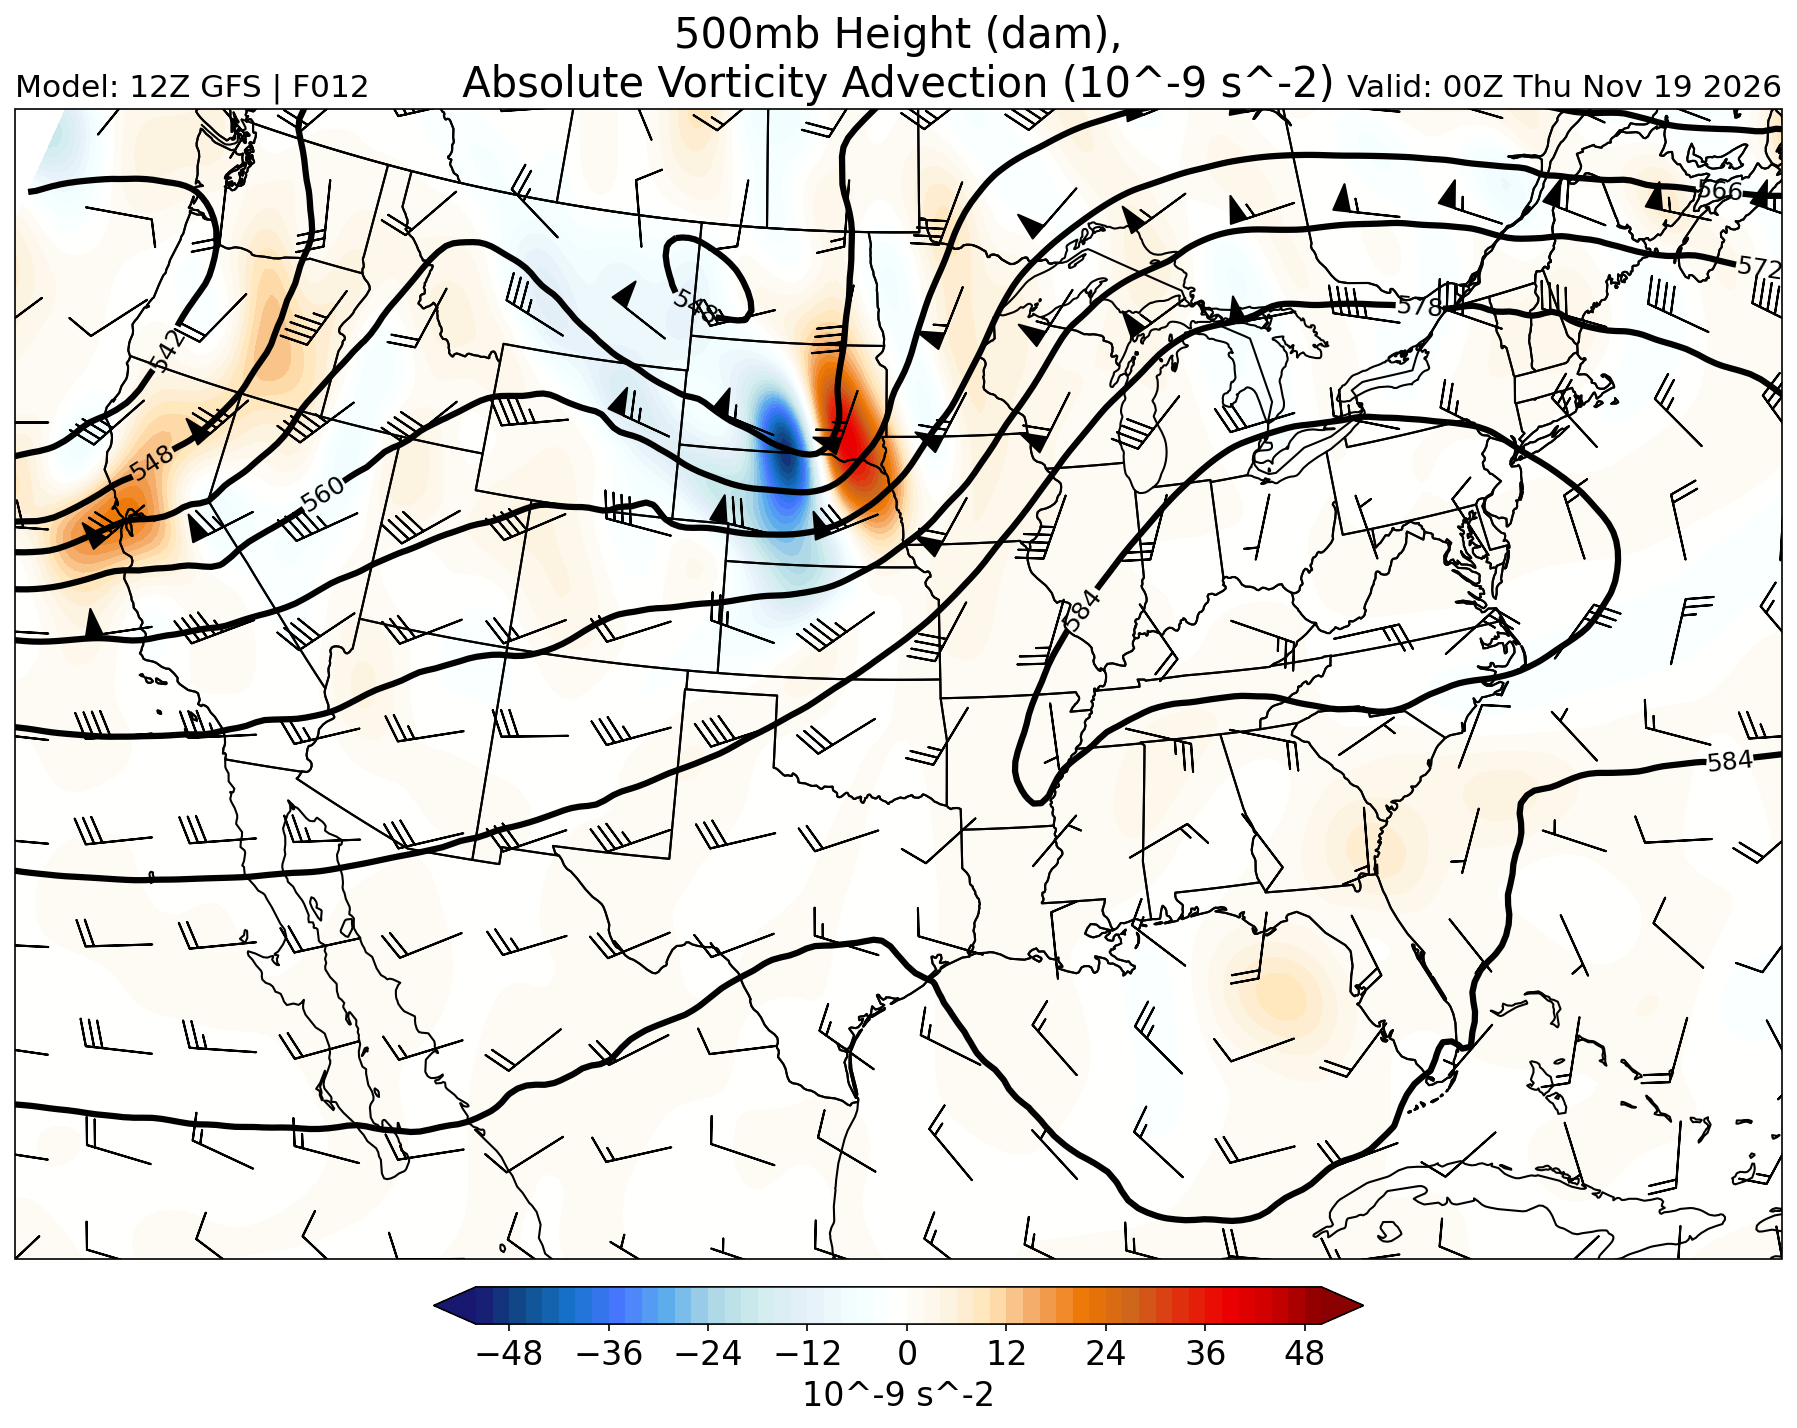 500mb Height (dam),
Absolute Vorticity Advection (10^-9 s^-2)
Model: 12Z GFS | F012
Valid: 00Z Thu Nov 19 2026
566
572
578
548
542
548
560
584
584
−48 −36 −24 −12 0 12 24 36 48
10^-9 s^-2